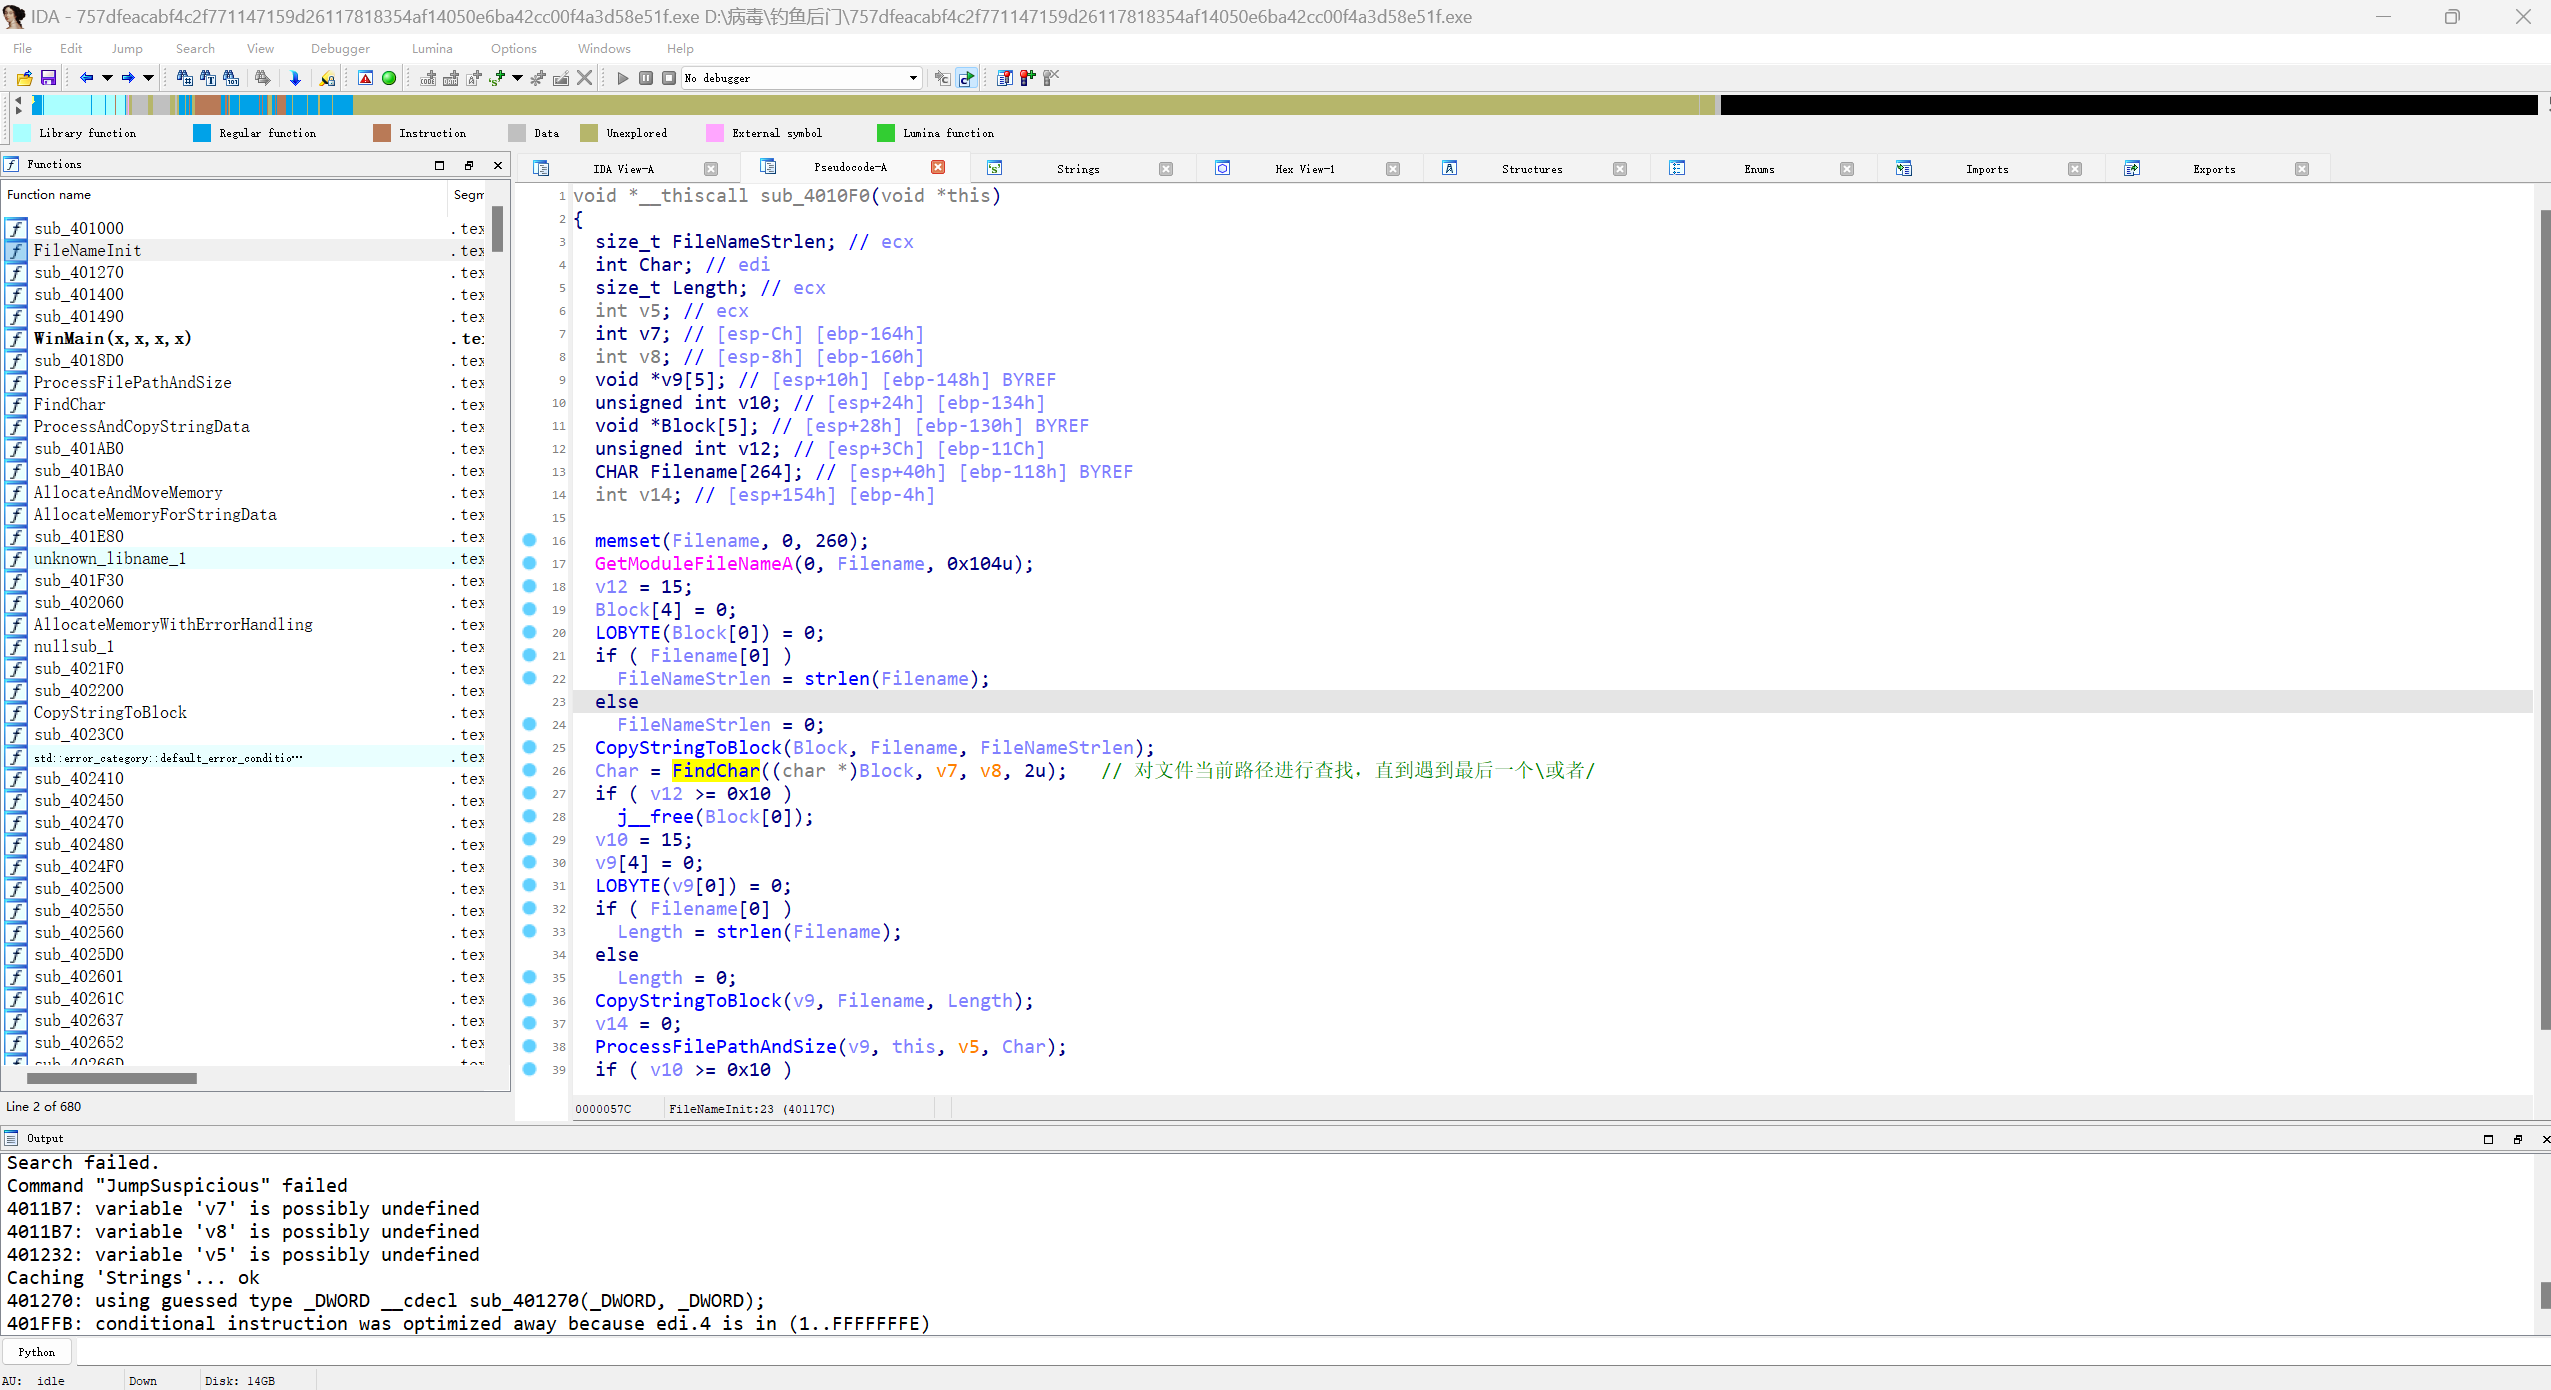 IDA - 757dfeacabf4c2f771147159d26117818354af14050e6ba42cc00f4a3d58e51f.exe D:\病毒\钓鱼后门\757dfeacabf4c2f771147159d26117818354af14050e6ba42cc00f4a3d58e51f.exe
File Edit Jump Search View Debugger Lumina Options Windows Help
No debugger
Library function Regular function Instruction Data Unexplored External symbol Lumina function
Functions
Function name Segm
sub_401000 .tex
FileNameInit .tex
sub_401270 .tex
sub_401400 .tex
sub_401490 .tex
WinMain(x,x,x,x) .tex
sub_4018D0 .tex
ProcessFilePathAndSize .tex
FindChar .tex
ProcessAndCopyStringData .tex
sub_401AB0 .tex
sub_401BA0 .tex
AllocateAndMoveMemory .tex
AllocateMemoryForStringData .tex
sub_401E80 .tex
unknown_libname_1 .tex
sub_401F30 .tex
sub_402060 .tex
AllocateMemoryWithErrorHandling .tex
nullsub_1 .tex
sub_4021F0 .tex
sub_402200 .tex
CopyStringToBlock .tex
sub_4023C0 .tex
std::error_category::default_error_conditio… .tex
sub_402410 .tex
sub_402450 .tex
sub_402470 .tex
sub_402480 .tex
sub_4024F0 .tex
sub_402500 .tex
sub_402550 .tex
sub_402560 .tex
sub_4025D0 .tex
sub_402601 .tex
sub_40261C .tex
sub_402637 .tex
sub_402652 .tex
sub_40266D .tex
Line 2 of 680
IDA View-A Pseudocode-A Strings Hex View-1 Structures Enums Imports Exports
1 void *__thiscall sub_4010F0(void *this)
2 {
3 size_t FileNameStrlen; // ecx
4 int Char; // edi
5 size_t Length; // ecx
6 int v5; // ecx
7 int v7; // [esp-Ch] [ebp-164h]
8 int v8; // [esp-8h] [ebp-160h]
9 void *v9[5]; // [esp+10h] [ebp-148h] BYREF
10 unsigned int v10; // [esp+24h] [ebp-134h]
11 void *Block[5]; // [esp+28h] [ebp-130h] BYREF
12 unsigned int v12; // [esp+3Ch] [ebp-11Ch]
13 CHAR Filename[264]; // [esp+40h] [ebp-118h] BYREF
14 int v14; // [esp+154h] [ebp-4h]
15
16 memset(Filename, 0, 260);
17 GetModuleFileNameA(0, Filename, 0x104u);
18 v12 = 15;
19 Block[4] = 0;
20 LOBYTE(Block[0]) = 0;
21 if ( Filename[0] )
22 FileNameStrlen = strlen(Filename);
23 else
24 FileNameStrlen = 0;
25 CopyStringToBlock(Block, Filename, FileNameStrlen);
26 Char = FindChar((char *)Block, v7, v8, 2u); // 对文件当前路径进行查找，直到遇到最后一个\或者/
27 if ( v12 >= 0x10 )
28 j__free(Block[0]);
29 v10 = 15;
30 v9[4] = 0;
31 LOBYTE(v9[0]) = 0;
32 if ( Filename[0] )
33 Length = strlen(Filename);
34 else
35 Length = 0;
36 CopyStringToBlock(v9, Filename, Length);
37 v14 = 0;
38 ProcessFilePathAndSize(v9, this, v5, Char);
39 if ( v10 >= 0x10 )
0000057C FileNameInit:23 (40117C)
Output
Search failed.
Command "JumpSuspicious" failed
4011B7: variable 'v7' is possibly undefined
4011B7: variable 'v8' is possibly undefined
401232: variable 'v5' is possibly undefined
Caching 'Strings'... ok
401270: using guessed type _DWORD __cdecl sub_401270(_DWORD, _DWORD);
401FFB: conditional instruction was optimized away because edi.4 is in (1..FFFFFFFE)
Python
AU: idle Down Disk: 14GB